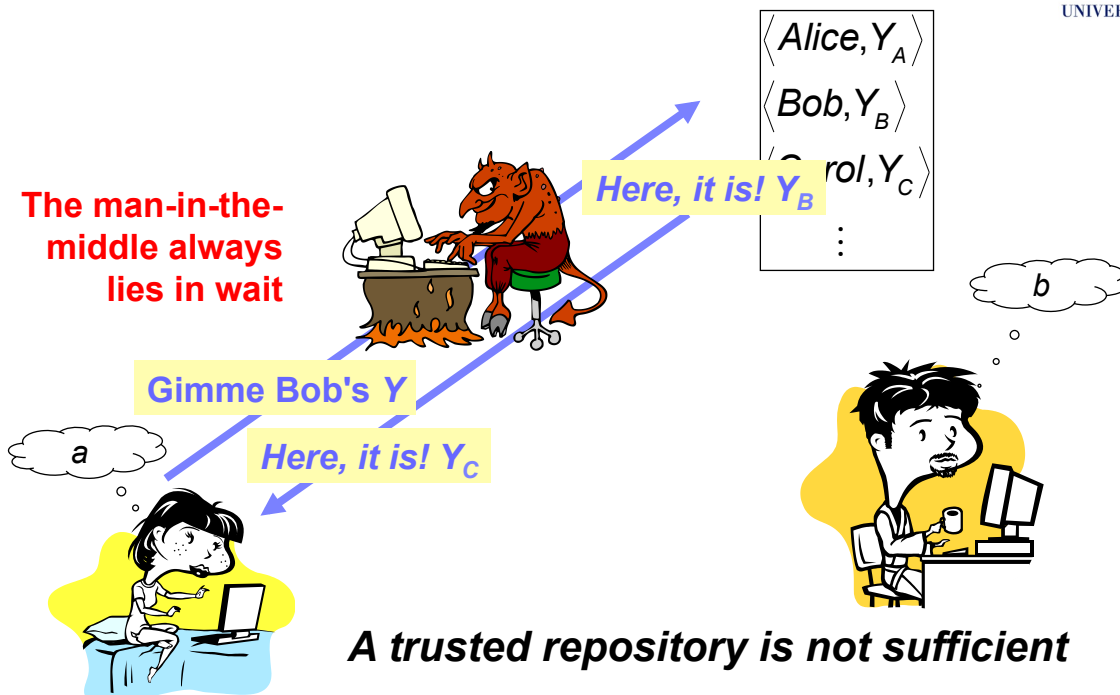 ⟨Alice,Y_A⟩
⟨Bob,Y_B⟩
rol,Y_C⟩
⋮
Here, it is! Y_B
The man-in-the-
middle always
lies in wait
b
Gimme Bob's Y
a
Here, it is! Y_C
A trusted repository is not sufficient